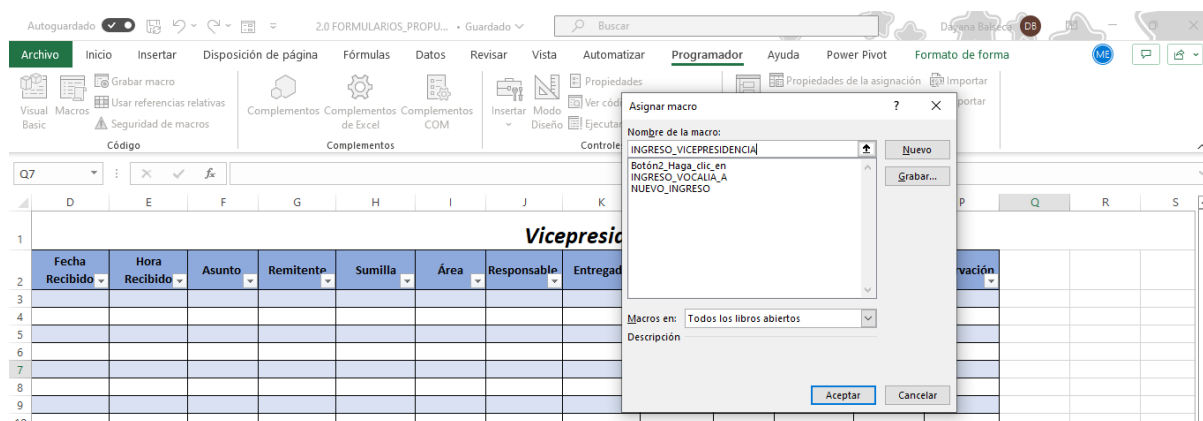 Autoguardado 2.0 FORMULARIOS_PROPU... • Guardado Buscar Dayana Balseca DB
Archivo Inicio Insertar Disposición de página Fórmulas Datos Revisar Vista Automatizar Programador Ayuda Power Pivot Formato de forma ME
Visual Basic
Macros
Grabar macro
Usar referencias relativas
Seguridad de macros
Código
Complementos
Complementos de Excel
Complementos COM
Complementos
Insertar
Modo Diseño
Propiedades
Ver códi
Ejecutar
Controle
Propiedades de la asignación
Importar
portar
Q7 fx
D E F G H I J K P Q R S
1 Vicepresid
2 Fecha Recibido Hora Recibido Asunto Remitente Sumilla Área Responsable Entregad rvación
3
4
5
6
7
8
9
Asignar macro ? ×
Nombre de la macro:
INGRESO_VICEPRESIDENCIA
Nuevo
Grabar...
Botón2_Haga_clic_en
INGRESO_VOCALIA_A
NUEVO_INGRESO
Macros en: Todos los libros abiertos
Descripción
Aceptar Cancelar